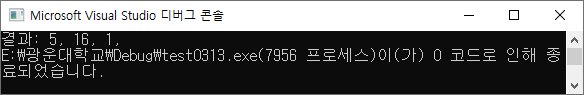 Microsoft Visual Studio 디버그 콘솔
결과: 5, 16, 1,
E:\광운대학교\Debug\test0313.exe(7956 프로세스)이(가) 0 코드로 인해 종
료되었습니다.